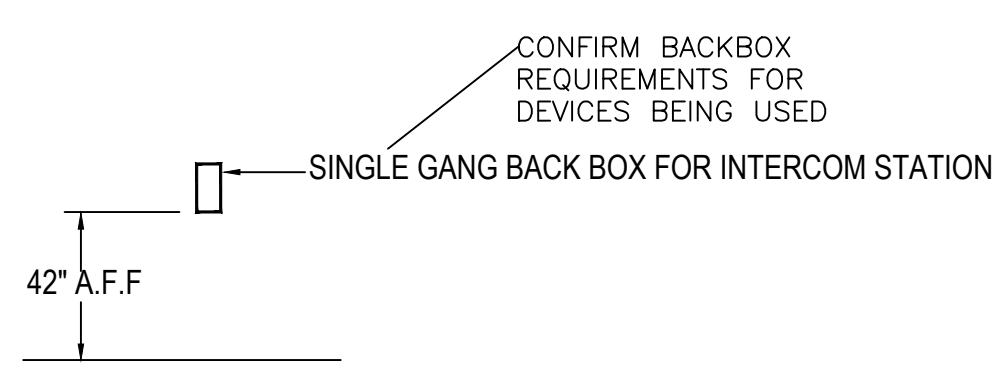 CONFIRM BACKBOX
REQUIREMENTS FOR
DEVICES BEING USED
SINGLE GANG BACK BOX FOR INTERCOM STATION
42" A.F.F